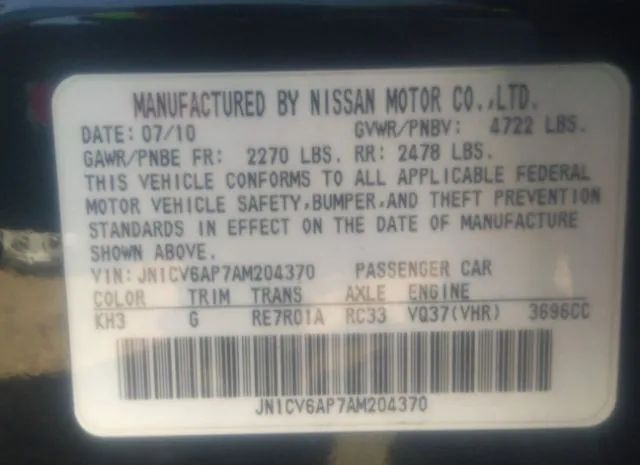 MANUFACTURED BY NISSAN MOTOR CO.,LTD.
DATE: 07/10 GVWR/PNBV: 4722 LBS.
GAWR/PNBE FR: 2270 LBS. RR: 2478 LBS.
THIS VEHICLE CONFORMS TO ALL APPLICABLE FEDERAL
MOTOR VEHICLE SAFETY,BUMPER,AND THEFT PREVENTION
STANDARDS IN EFFECT ON THE DATE OF MANUFACTURE
SHOWN ABOVE.
VIN: JN1CV6AP7AM204370 PASSENGER CAR
COLOR TRIM TRANS AXLE ENGINE
KH3 G RE7R01A RC33 VQ37(VHR) 3696CC
JN1CV6AP7AM204370